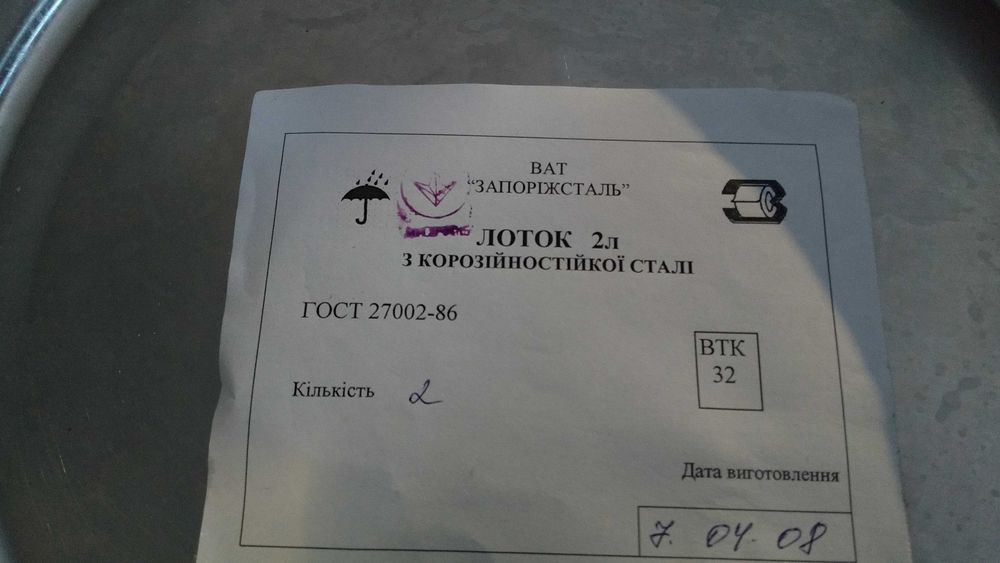 ВАТ
“ЗАПОРІЖСТАЛЬ”
ЛОТОК 2л
З КОРОЗІЙНОСТІЙКОЇ СТАЛІ
ГОСТ 27002-86
ВТК
32
Кількість 2
Дата виготовлення
7. 04. 08